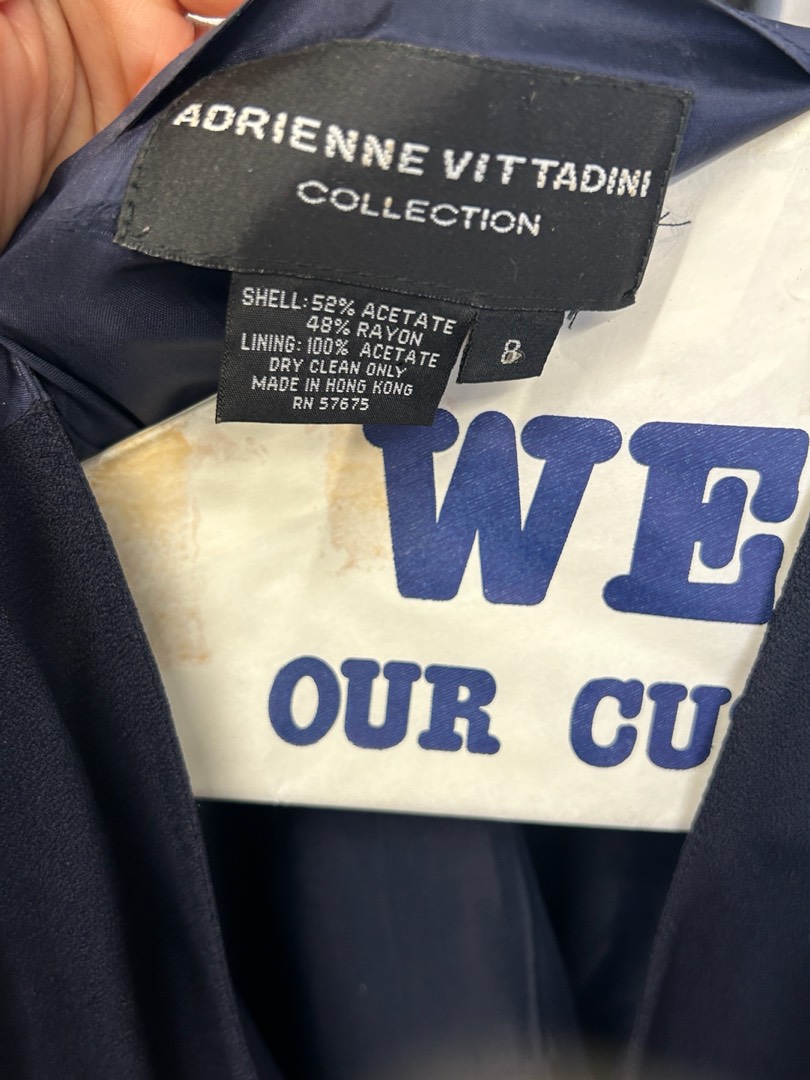 ADRIENNE VITTADINI
COLLECTION
SHELL: 52% ACETATE
48% RAYON
LINING: 100% ACETATE
DRY CLEAN ONLY
MADE IN HONG KONG
RN 57675
8
WE
OUR CU